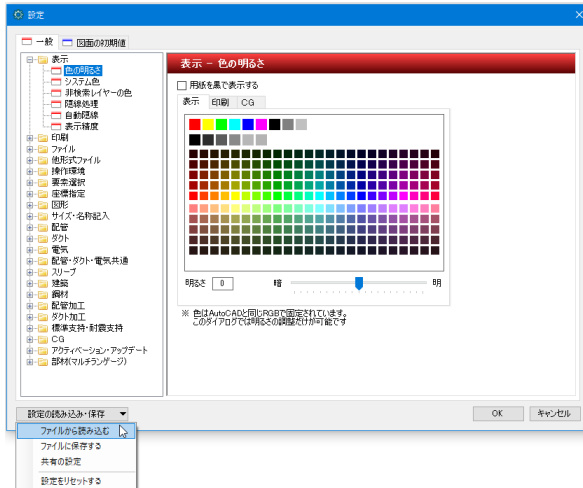 設定
一般 図面の初期値
表示
色の明るさ
システム色
非検索レイヤーの色
隠線処理
自動隠線
表示精度
印刷
ファイル
他形式ファイル
操作環境
要素選択
座標指定
図形
サイズ・名称記入
配管
ダクト
電気
配管・ダクト・電気共通
スリーブ
建築
鋼材
配管加工
ダクト加工
標準支持・耐震支持
CG
アクティベーション・アップデート
部材(マルチランゲージ)
表示 - 色の明るさ
用紙を黒で表示する
表示 印刷 CG
明るさ 0 暗 明
※ 色はAutoCADと同じRGBで固定されています。
このダイアログでは明るさの調整だけが可能です
設定の読み込み・保存 OK キャンセル
ファイルから読み込む
ファイルに保存する
共有の設定
設定をリセットする